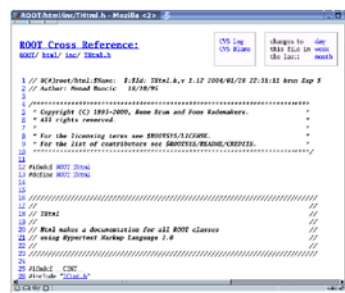 ROOT/html/inc/THtml.h - Mozilla <2>
ROOT Cross Reference:
ROOT/ html/ inc/ THtml.h
CVS Log
CVS Blame
changes to day
this file in week
the last: month
1 // @(#)root/html:$Name: $:$Id: THtml.h,v 1.12 2004/01/28 22:31:11 brun Exp $
2 // Author: Nenad Buncic 18/10/95
3
4 /*************************************************************************
5 * Copyright (C) 1995-2000, Rene Brun and Fons Rademakers. *
6 * All rights reserved. *
7 * *
8 * For the licensing terms see $ROOTSYS/LICENSE. *
9 * For the list of contributors see $ROOTSYS/README/CREDITS. *
10 *************************************************************************/
11
12 #ifndef ROOT_THtml
13 #define ROOT_THtml
14
15
16 ////////////////////////////////////////////////////////////////////////////
17 // //
18 // THtml //
19 // //
20 // Html makes a documentation for all ROOT classes //
21 // using Hypertext Markup Language 2.0 //
22 // //
23 ////////////////////////////////////////////////////////////////////////////
24
25 #ifndef __CINT__
26 #include "TCint.h"